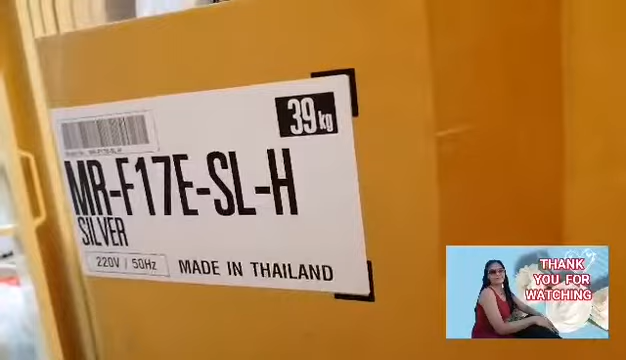 39kg
MR-F17E-SL-H
SILVER
220V / 50Hz
MADE IN THAILAND
THANK
YOU FOR
WATCHING